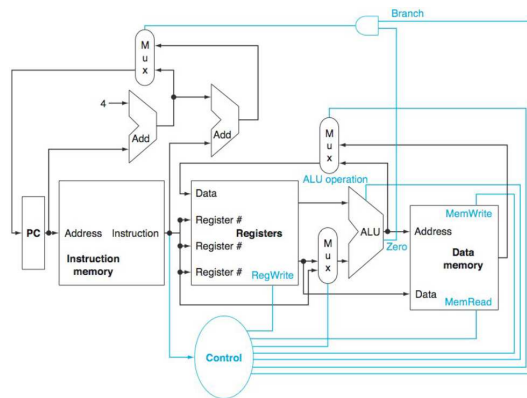 Branch
M
u
x
4
Add
Add
M
u
x
ALU operation
Data
Register #
Registers
Register #
Register #
RegWrite
PC
Address
Instruction
Instruction
memory
M
u
x
ALU
Zero
MemWrite
Address
Data
memory
Data
MemRead
Control